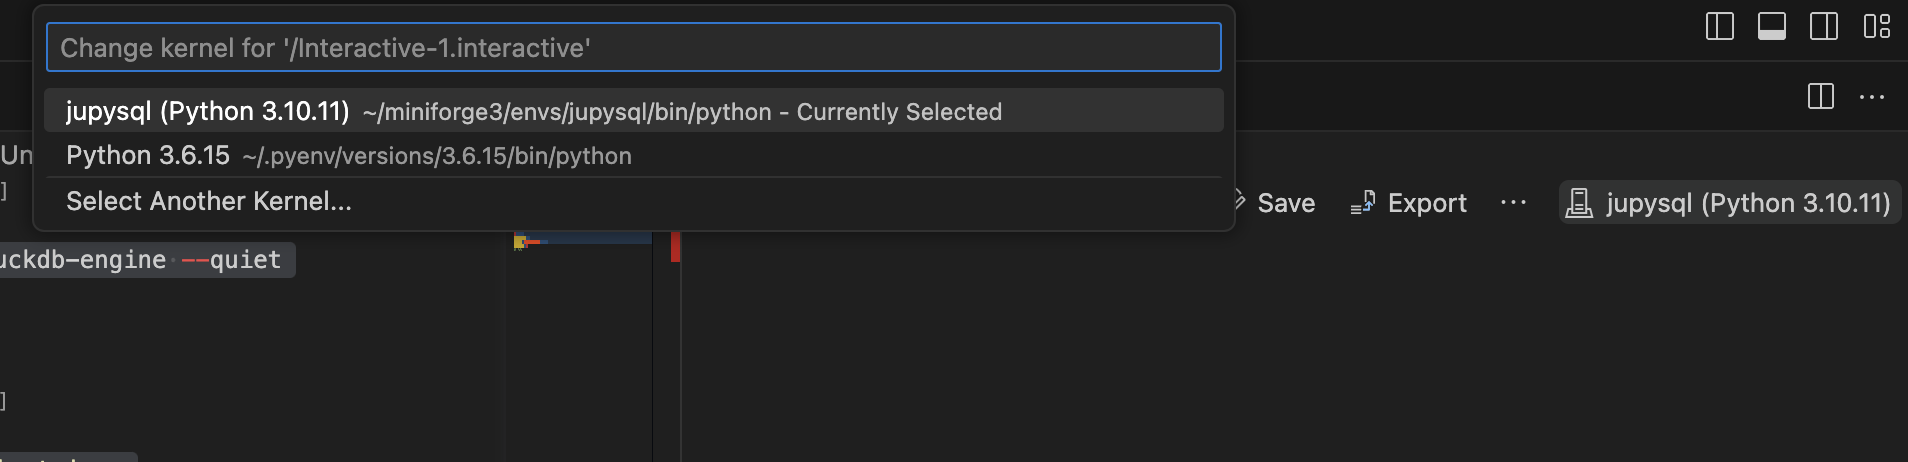 Change kernel for '/Interactive-1.interactive'
jupysql (Python 3.10.11) ~/miniforge3/envs/jupysql/bin/python - Currently Selected
Python 3.6.15 ~/.pyenv/versions/3.6.15/bin/python
Select Another Kernel...
Un
]
Save Export ··· jupysql (Python 3.10.11)
uckdb-engine --quiet
]